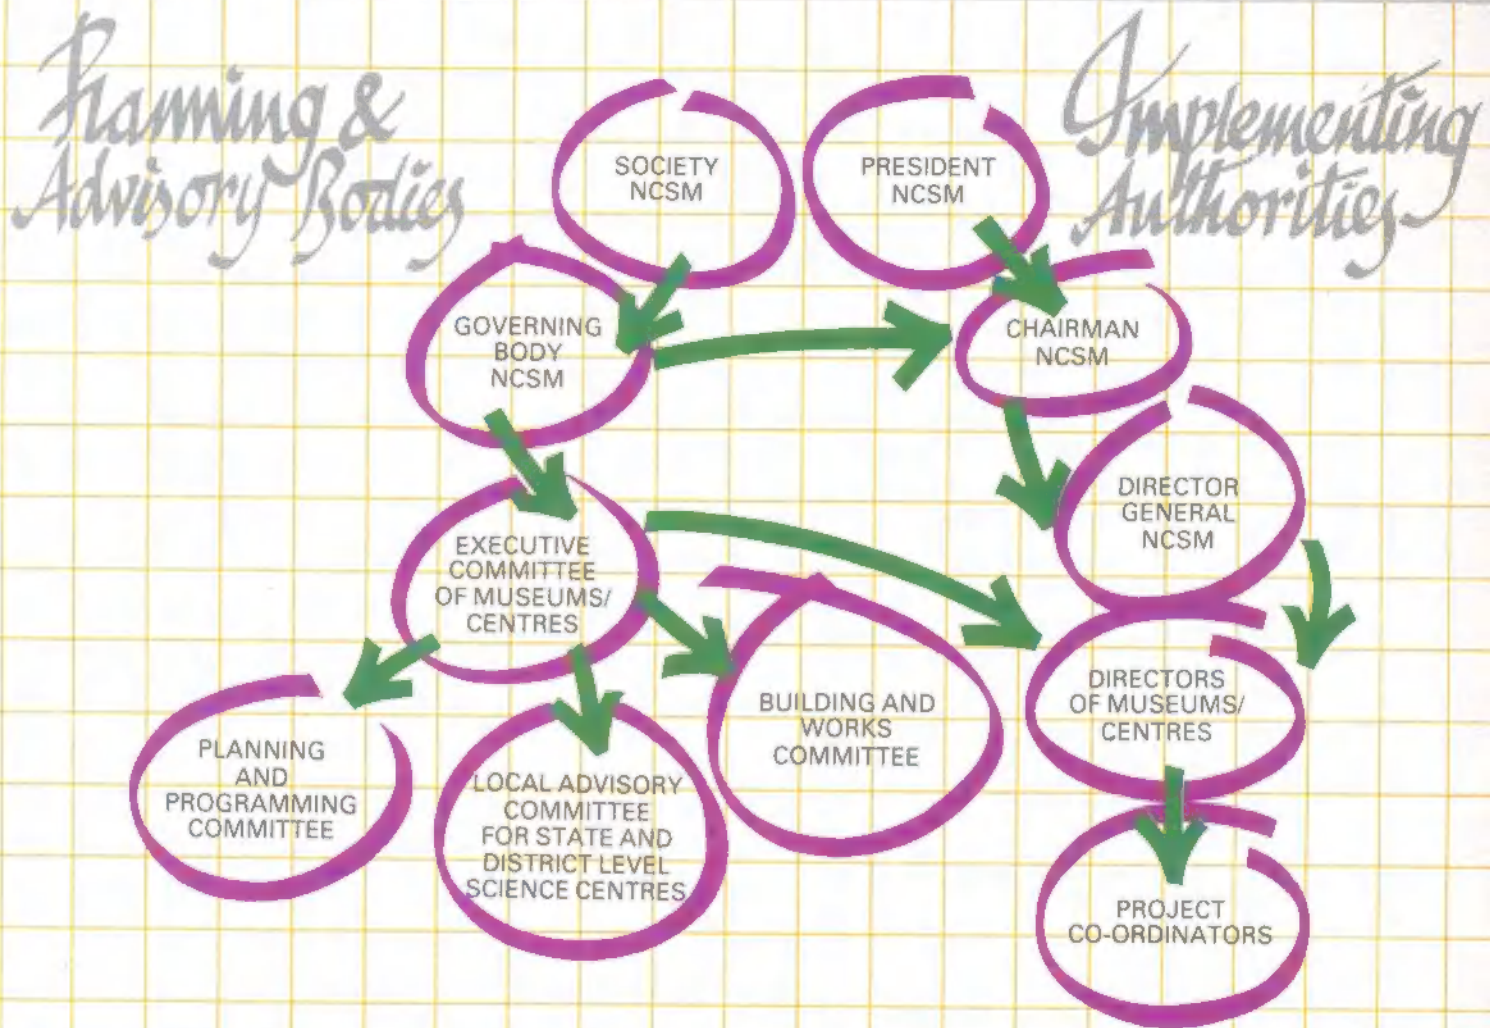 Planning &
Advisory Bodies
Implementing
Authorities
SOCIETY
NCSM
PRESIDENT
NCSM
GOVERNING
BODY
NCSM
CHAIRMAN
NCSM
DIRECTOR
GENERAL
NCSM
EXECUTIVE
COMMITTEE
OF MUSEUMS/
CENTRES
DIRECTORS
OF MUSEUMS/
CENTRES
BUILDING AND
WORKS
COMMITTEE
PLANNING
AND
PROGRAMMING
COMMITTEE
LOCAL ADVISORY
COMMITTEE
FOR STATE AND
DISTRICT LEVEL
SCIENCE CENTRES
PROJECT
CO-ORDINATORS